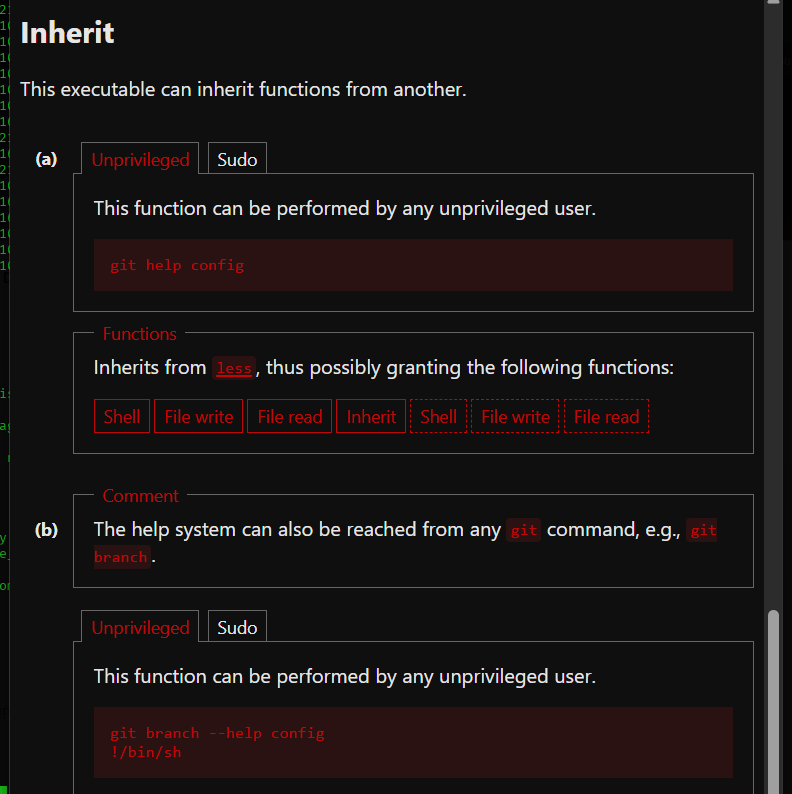 Inherit
This executable can inherit functions from another.
(a)
Unprivileged Sudo
This function can be performed by any unprivileged user.
git help config
Functions
Inherits from less, thus possibly granting the following functions:
Shell File write File read Inherit Shell File write File read
(b)
Comment
The help system can also be reached from any git command, e.g., git
branch.
Unprivileged Sudo
This function can be performed by any unprivileged user.
git branch --help config
!/bin/sh